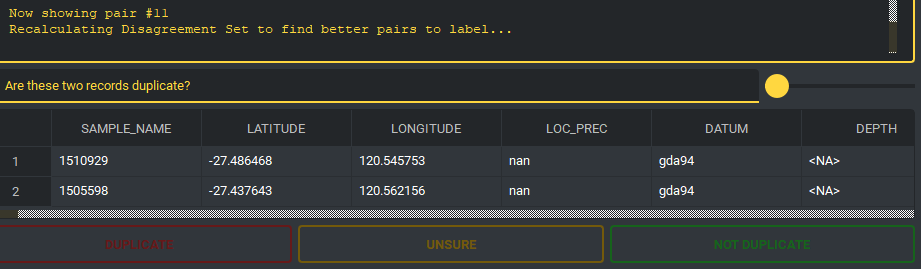 Now showing pair #11
Recalculating Disagreement Set to find better pairs to label...
Are these two records duplicate?
SAMPLE_NAME LATITUDE LONGITUDE LOC_PREC DATUM DEPTH
1 1510929 -27.486468 120.545753 nan gda94 <NA>
2 1505598 -27.437643 120.562156 nan gda94 <NA>
DUPLICATE UNSURE NOT DUPLICATE